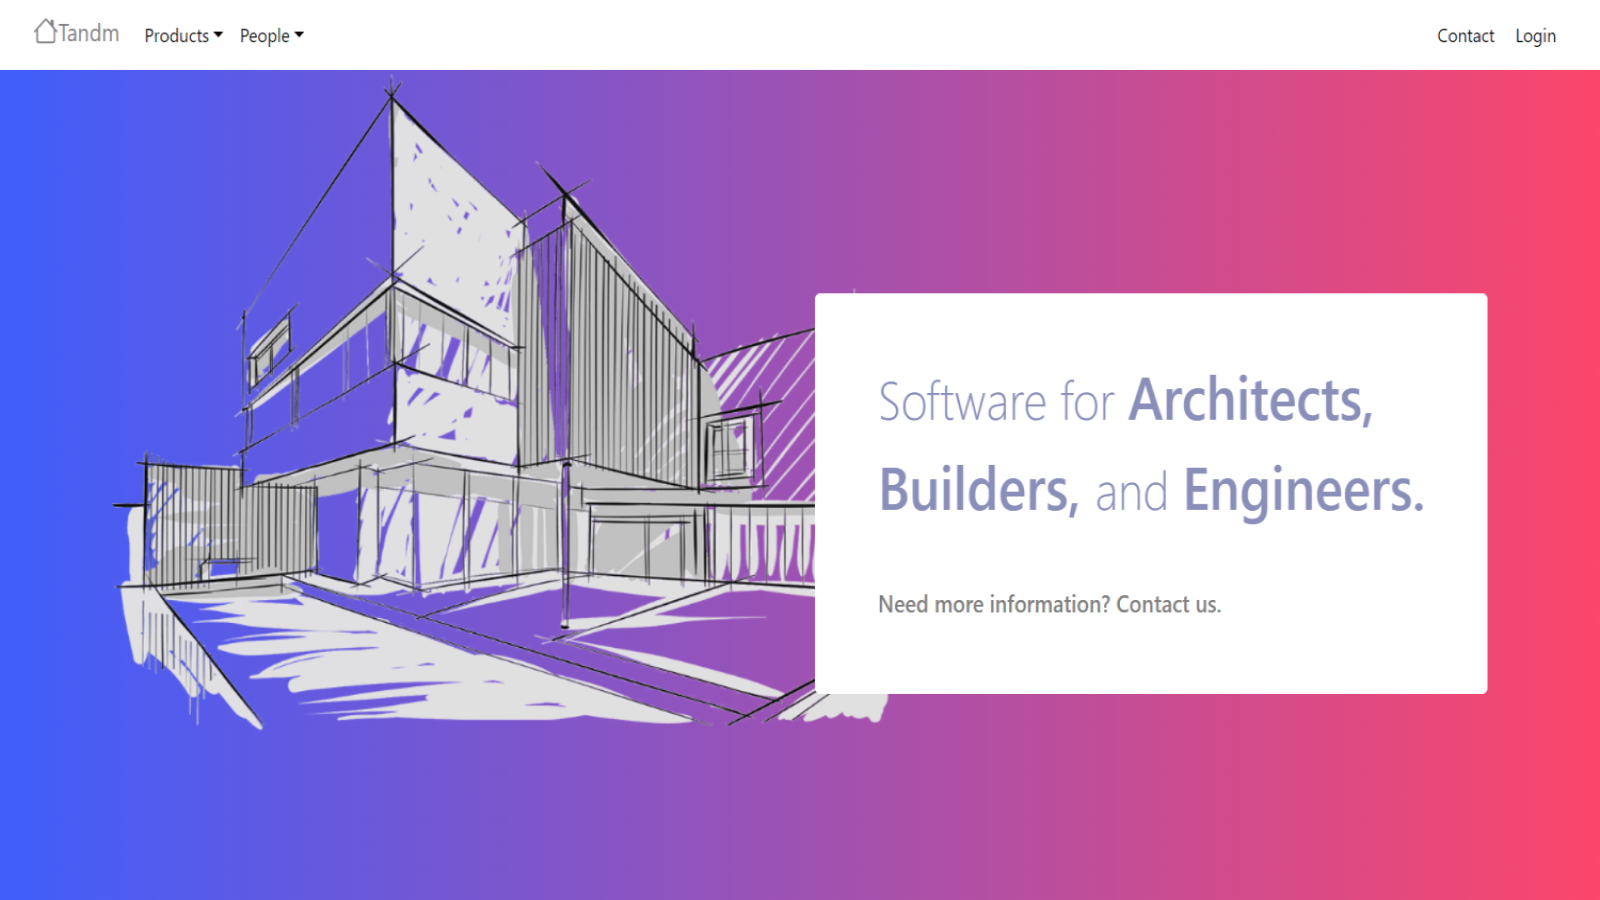 Tandm
Products
People
Contact
Login
Software for Architects,
Builders, and Engineers.
Need more information? Contact us.